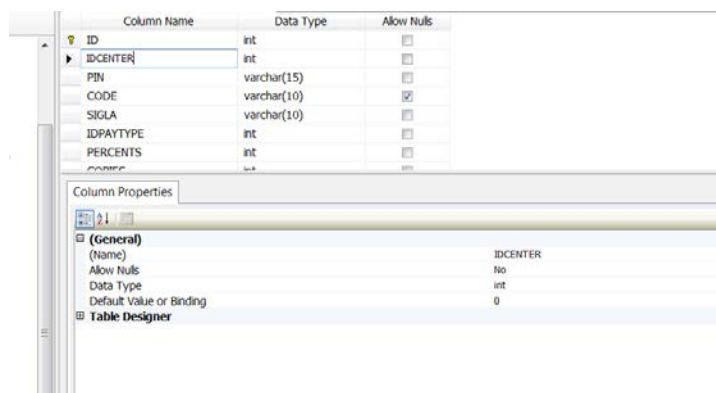 Column Name Data Type Allow Nulls
ID int
IDCENTER int
PIN varchar(15)
CODE varchar(10)
SIGLA varchar(10)
IDPAYTYPE int
PERCENTS int
COPIES int
Column Properties
(General)
(Name) IDCENTER
Allow Nulls No
Data Type int
Default Value or Binding 0
Table Designer